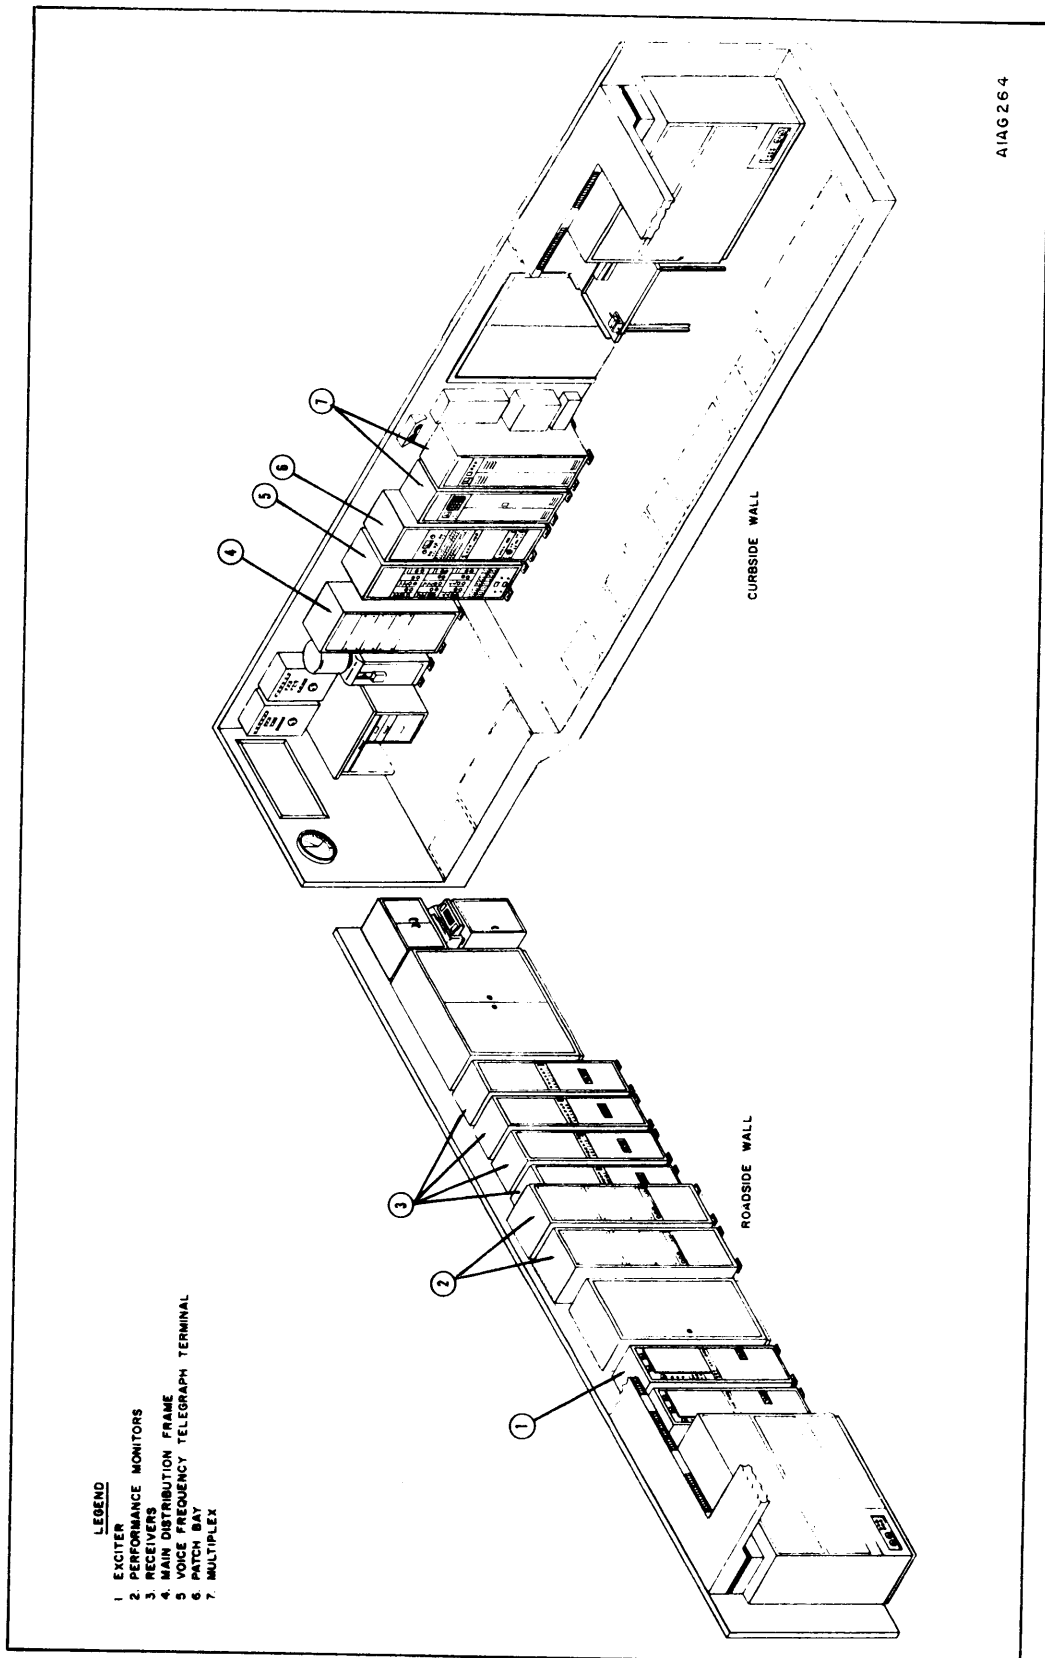 LEGEND
1 EXCITER
2. PERFORMANCE MONITORS
3. RECEIVERS
4. MAIN DISTRIBUTION FRAME
5 VOICE FREQUENCY TELEGRAPH TERMINAL
6. PATCH BAY
7. MULTIPLEX
1
2
3
ROADSIDE WALL
4
5
6
7
CURBSIDE WALL
A1AG264